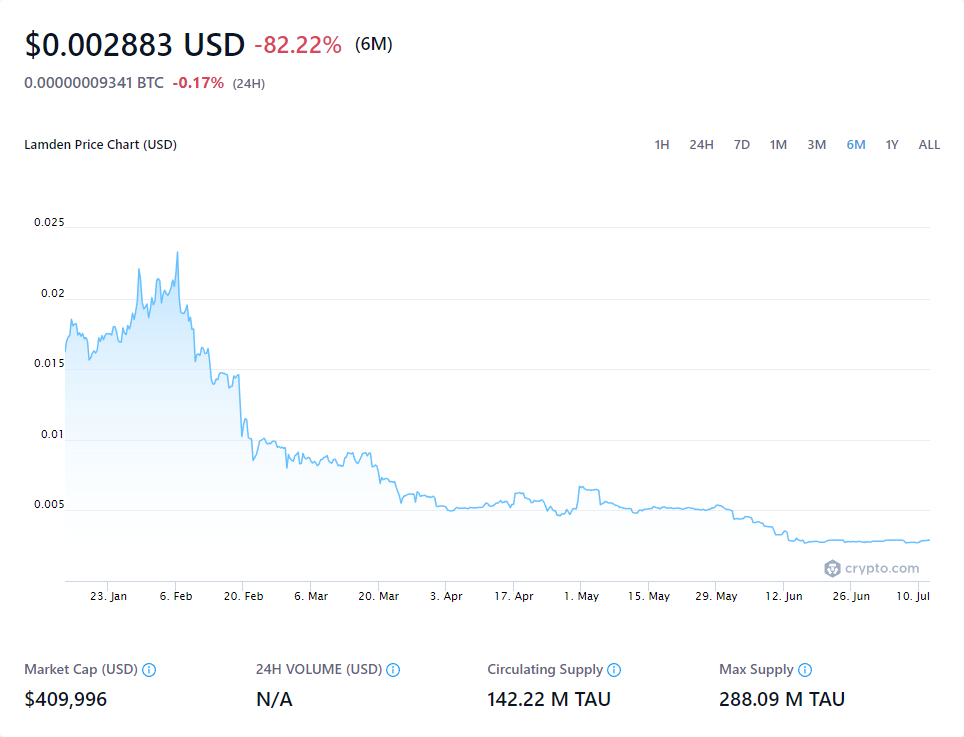 $0.002883 USD -82.22% (6M)
0.00000009341 BTC -0.17% (24H)
Lamden Price Chart (USD) 1H 24H 7D 1M 3M 6M 1Y ALL
0.025
0.02
0.015
0.01
0.005
crypto.com
23. Jan 6. Feb 20. Feb 6. Mar 20. Mar 3. Apr 17. Apr 1. May 15. May 29. May 12. Jun 26. Jun 10. Jul
Market Cap (USD) 24H VOLUME (USD) Circulating Supply Max Supply
$409,996 N/A 142.22 M TAU 288.09 M TAU